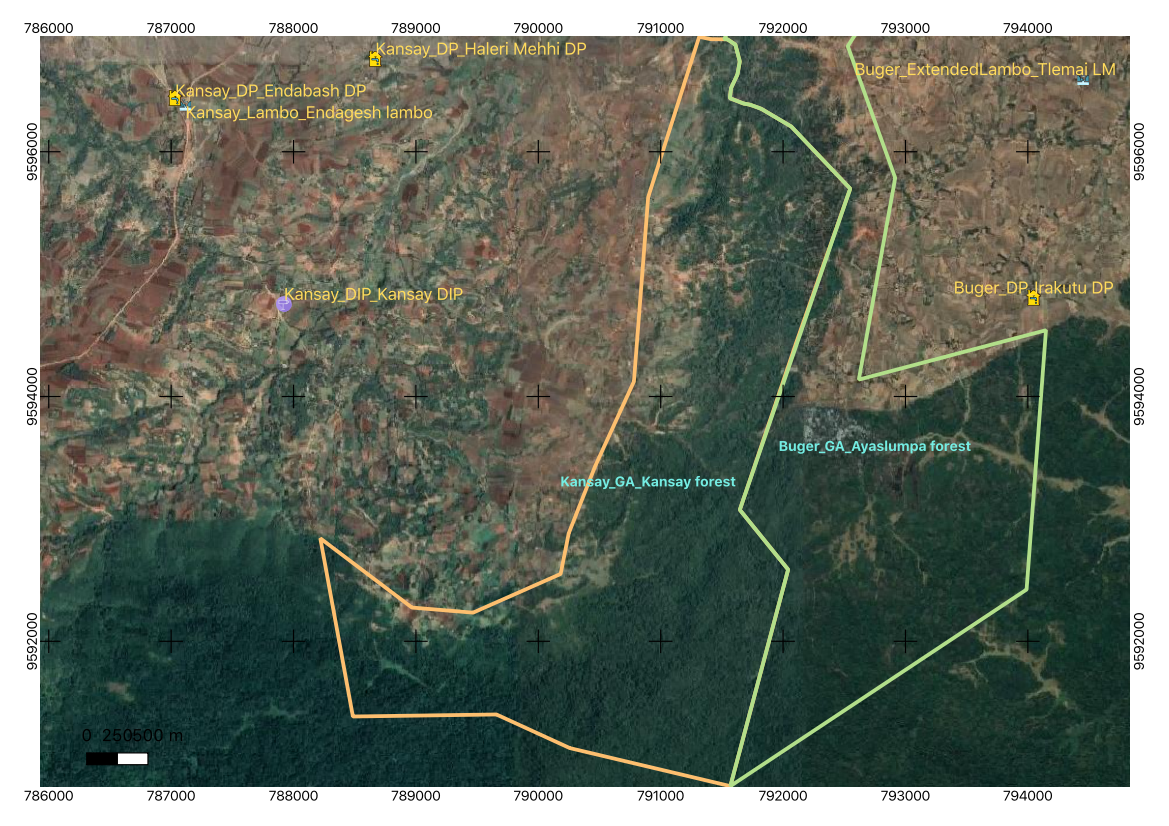 786000 787000 788000 789000 790000 791000 792000 793000 794000
Kansay_DP_Haleri Mehhi DP
Buger_ExtendedLambo_Tlemai LM
Kansay_DP_Endabash DP
Kansay_Lambo_Endagesh lambo
9596000 9596000
Buger_DP_Irakutu DP
Kansay_DIP_Kansay DIP
9594000 9594000
Buger_GA_Ayaslumpa forest
Kansay_GA_Kansay forest
9592000 9592000
0 250500 m
786000 787000 788000 789000 790000 791000 792000 793000 794000